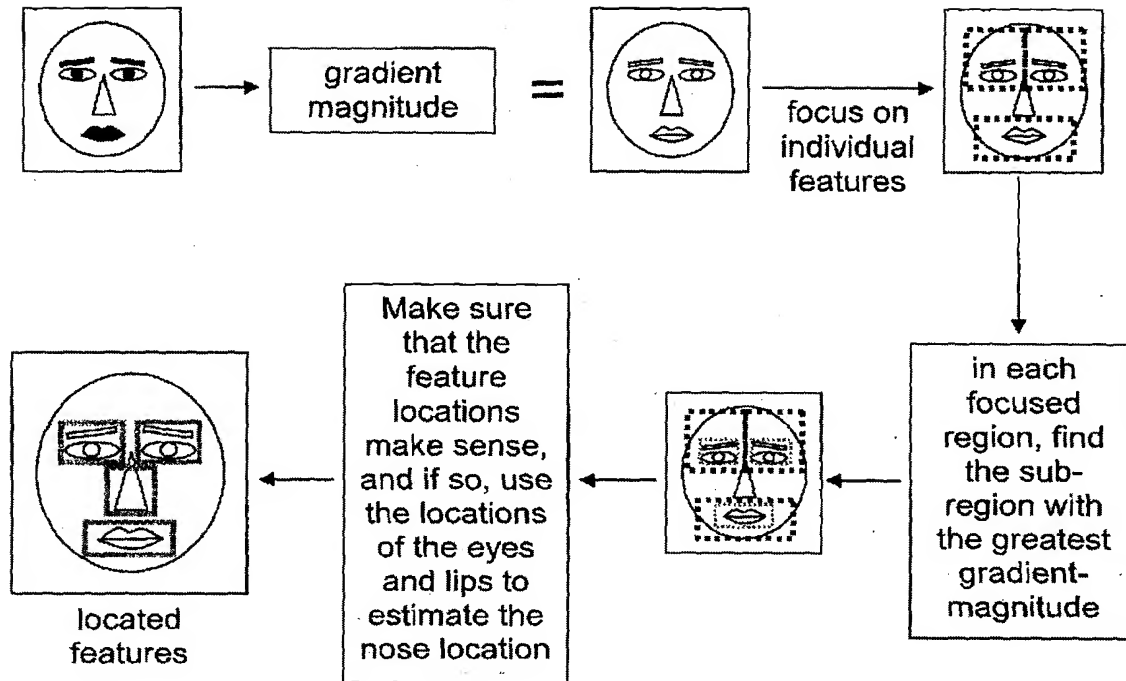 gradient
magnitude
=
focus on
individual
features
in each
focused
region, find
the sub-
region with
the greatest
gradient-
magnitude
Make sure
that the
feature
locations
make sense,
and if so, use
the locations
of the eyes
and lips to
estimate the
nose location
located
features